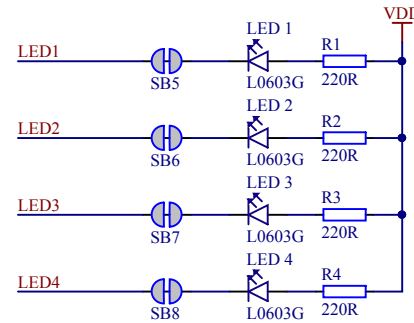 VDD
LED1
SB5
LED 1
L0603G
R1
220R
LED2
SB6
LED 2
L0603G
R2
220R
LED3
SB7
LED 3
L0603G
R3
220R
LED4
SB8
LED 4
L0603G
R4
220R